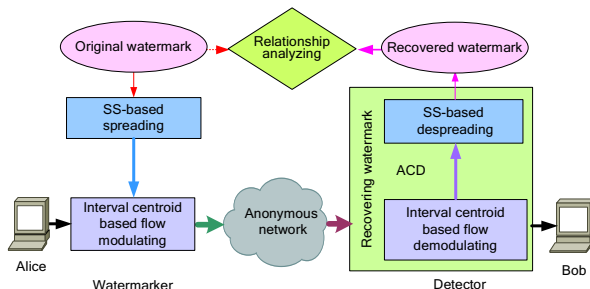 Original watermark
Relationship
analyzing
Recovered watermark
SS-based
spreading
SS-based
despreading
Recovering watermark
ACD
Interval centroid
based flow
modulating
Anonymous
network
Interval centroid
based flow
demodulating
Alice
Bob
Watermarker
Detector